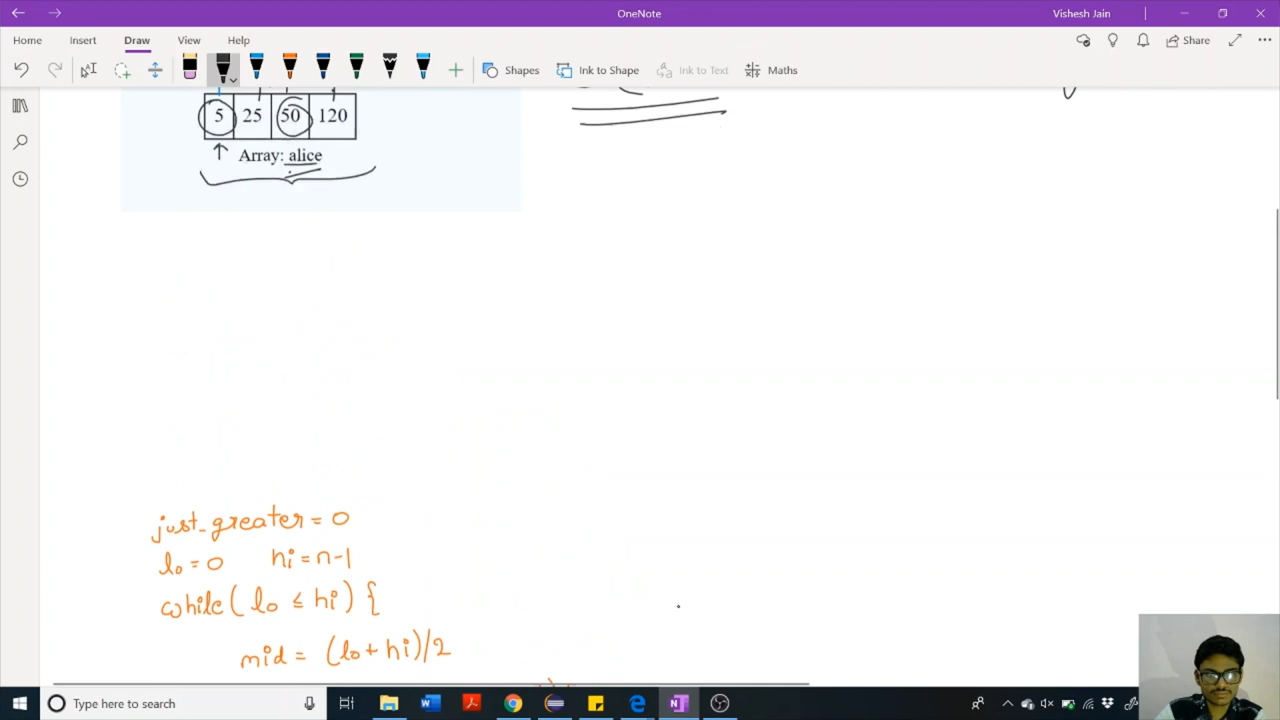 OneNote
Vishesh Jain
Home Insert Draw View Help
Share
Shapes Ink to Shape Ink to Text Maths
5 25 50 120
Array: alice
just_greater = 0
lo = 0 hi = n-1
while( lo ≤ hi ) {
mid = (lo + hi)/2
Type here to search